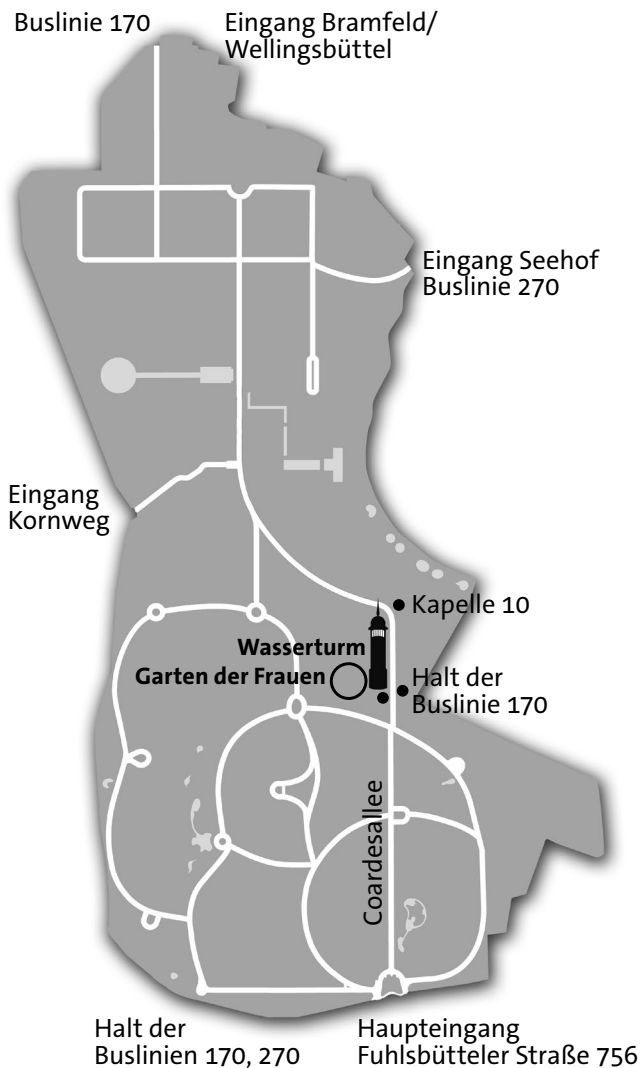 Buslinie 170
Eingang Bramfeld/
Wellingsbüttel
Eingang Seehof
Buslinie 270
Eingang
Kornweg
Kapelle 10
Wasserturm
Garten der Frauen
Halt der
Buslinie 170
Coardesallee
Halt der
Buslinien 170, 270
Haupteingang
Fuhlsbütteler Straße 756